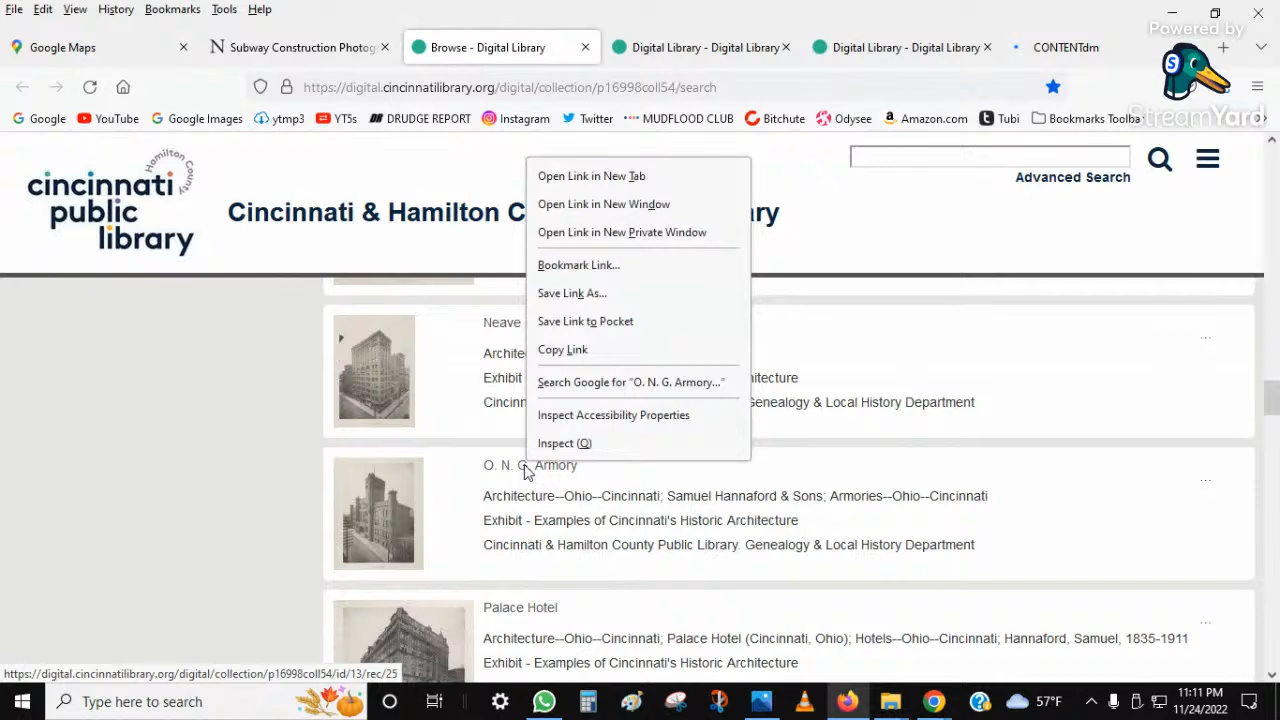 File Edit View History Bookmarks Tools Help
Powered by
StreamYard
Google Maps
Subway Construction Photog
Browse - Digital Library
Digital Library - Digital Library
Digital Library - Digital Library
CONTENTdm
https://digital.cincinnatilibrary.org/digital/collection/p16998coll54/search
Google YouTube Google Images ytmp3 YT5s DRUDGE REPORT Instagram Twitter MUDFLOOD CLUB Bitchute Odysee Amazon.com Tubi Bookmarks Toolba
Hamilton County
cincinnati
public
library
Cincinnati & Hamilton C
ry
Advanced Search
Open Link in New Tab
Open Link in New Window
Open Link in New Private Window
Bookmark Link...
Save Link As...
Save Link to Pocket
Copy Link
Search Google for "O. N. G. Armory..."
Inspect Accessibility Properties
Inspect (Q)
Neave
Archite
Exhibit
itecture
Cincinn
Genealogy & Local History Department
O. N. G. Armory
Architecture--Ohio--Cincinnati; Samuel Hannaford & Sons; Armories--Ohio--Cincinnati
Exhibit - Examples of Cincinnati's Historic Architecture
Cincinnati & Hamilton County Public Library. Genealogy & Local History Department
Palace Hotel
Architecture--Ohio--Cincinnati; Palace Hotel (Cincinnati, Ohio); Hotels--Ohio--Cincinnati; Hannaford, Samuel, 1835-1911
Exhibit - Examples of Cincinnati's Historic Architecture
https://digital.cincinnatilibrary.org/digital/collection/p16998coll54/id/13/rec/25
Type here to search
57°F
11:11 PM
11/24/2022